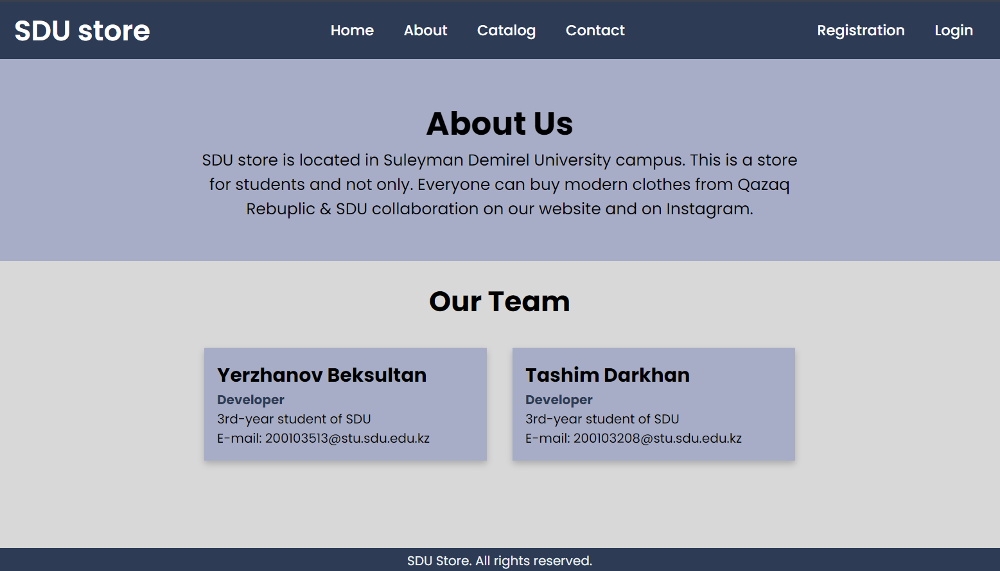 SDU store
Home About Catalog Contact
Registration Login
About Us
SDU store is located in Suleyman Demirel University campus. This is a store
for students and not only. Everyone can buy modern clothes from Qazaq
Rebuplic & SDU collaboration on our website and on Instagram.
Our Team
Yerzhanov Beksultan
Developer
3rd-year student of SDU
E-mail: 200103513@stu.sdu.edu.kz
Tashim Darkhan
Developer
3rd-year student of SDU
E-mail: 200103208@stu.sdu.edu.kz
SDU Store. All rights reserved.